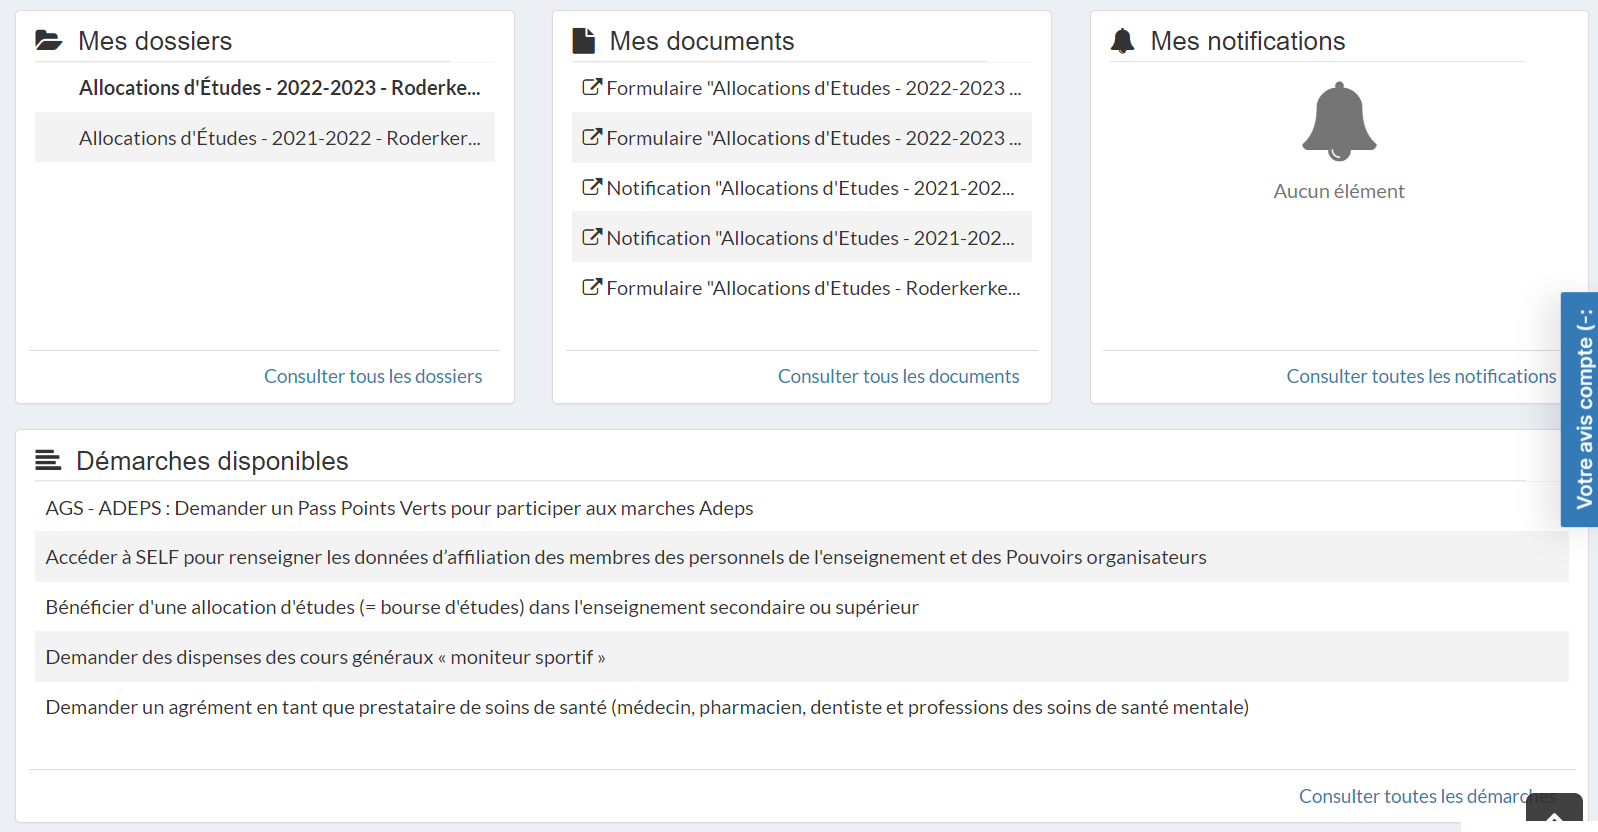 Mes dossiers
Allocations d'Études - 2022-2023 - Roderke...
Allocations d'Études - 2021-2022 - Roderker...
Consulter tous les dossiers
Mes documents
Formulaire "Allocations d'Etudes - 2022-2023 ...
Formulaire "Allocations d'Etudes - 2022-2023 ...
Notification "Allocations d'Etudes - 2021-202...
Notification "Allocations d'Etudes - 2021-202...
Formulaire "Allocations d'Etudes - Roderkerke...
Consulter tous les documents
Mes notifications
Aucun élément
Consulter toutes les notifications
Votre avis compte (-:
Démarches disponibles
AGS - ADEPS : Demander un Pass Points Verts pour participer aux marches Adeps
Accéder à SELF pour renseigner les données d’affiliation des membres des personnels de l'enseignement et des Pouvoirs organisateurs
Bénéficier d'une allocation d'études (= bourse d'études) dans l'enseignement secondaire ou supérieur
Demander des dispenses des cours généraux « moniteur sportif »
Demander un agrément en tant que prestataire de soins de santé (médecin, pharmacien, dentiste et professions des soins de santé mentale)
Consulter toutes les démarches